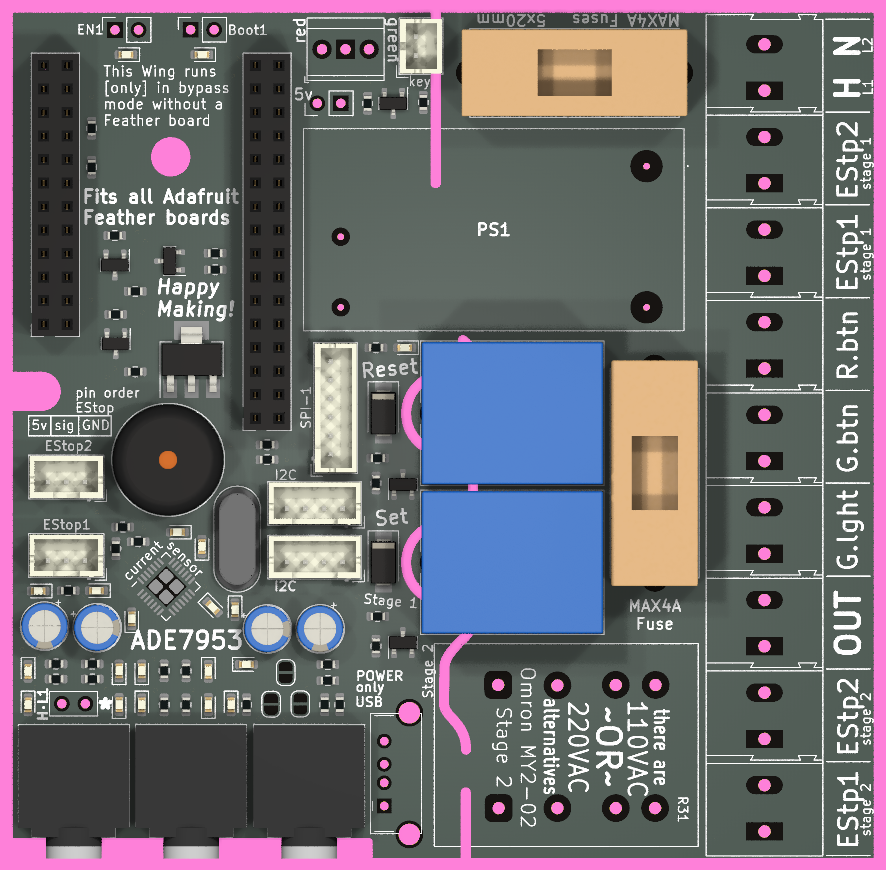 EN1
Boot1
This Wing runs
[only] in bypass
mode without a
Feather board
Fits all Adafruit
Feather boards
Happy
Making!
red
green
key
5v
5x20mm
MAX4A Fuses
PS1
H N
L1 L2
EStp2
stage 1
EStp1
stage 1
R.btn
G.btn
G.lght
OUT
EStp2
stage 2
EStp1
stage 2
pin order
EStop
5v sig GND
EStop2
EStop1
SPI-1
Reset
I2C
Set
I2C
Stage 1
current sensor
ADE7953
MAX4A
Fuse
H-L1
*
POWER
only
USB
Stage 2
Omron MY2-02
Stage 2
alternatives
220VAC
~OR~
110VAC
there are
R31